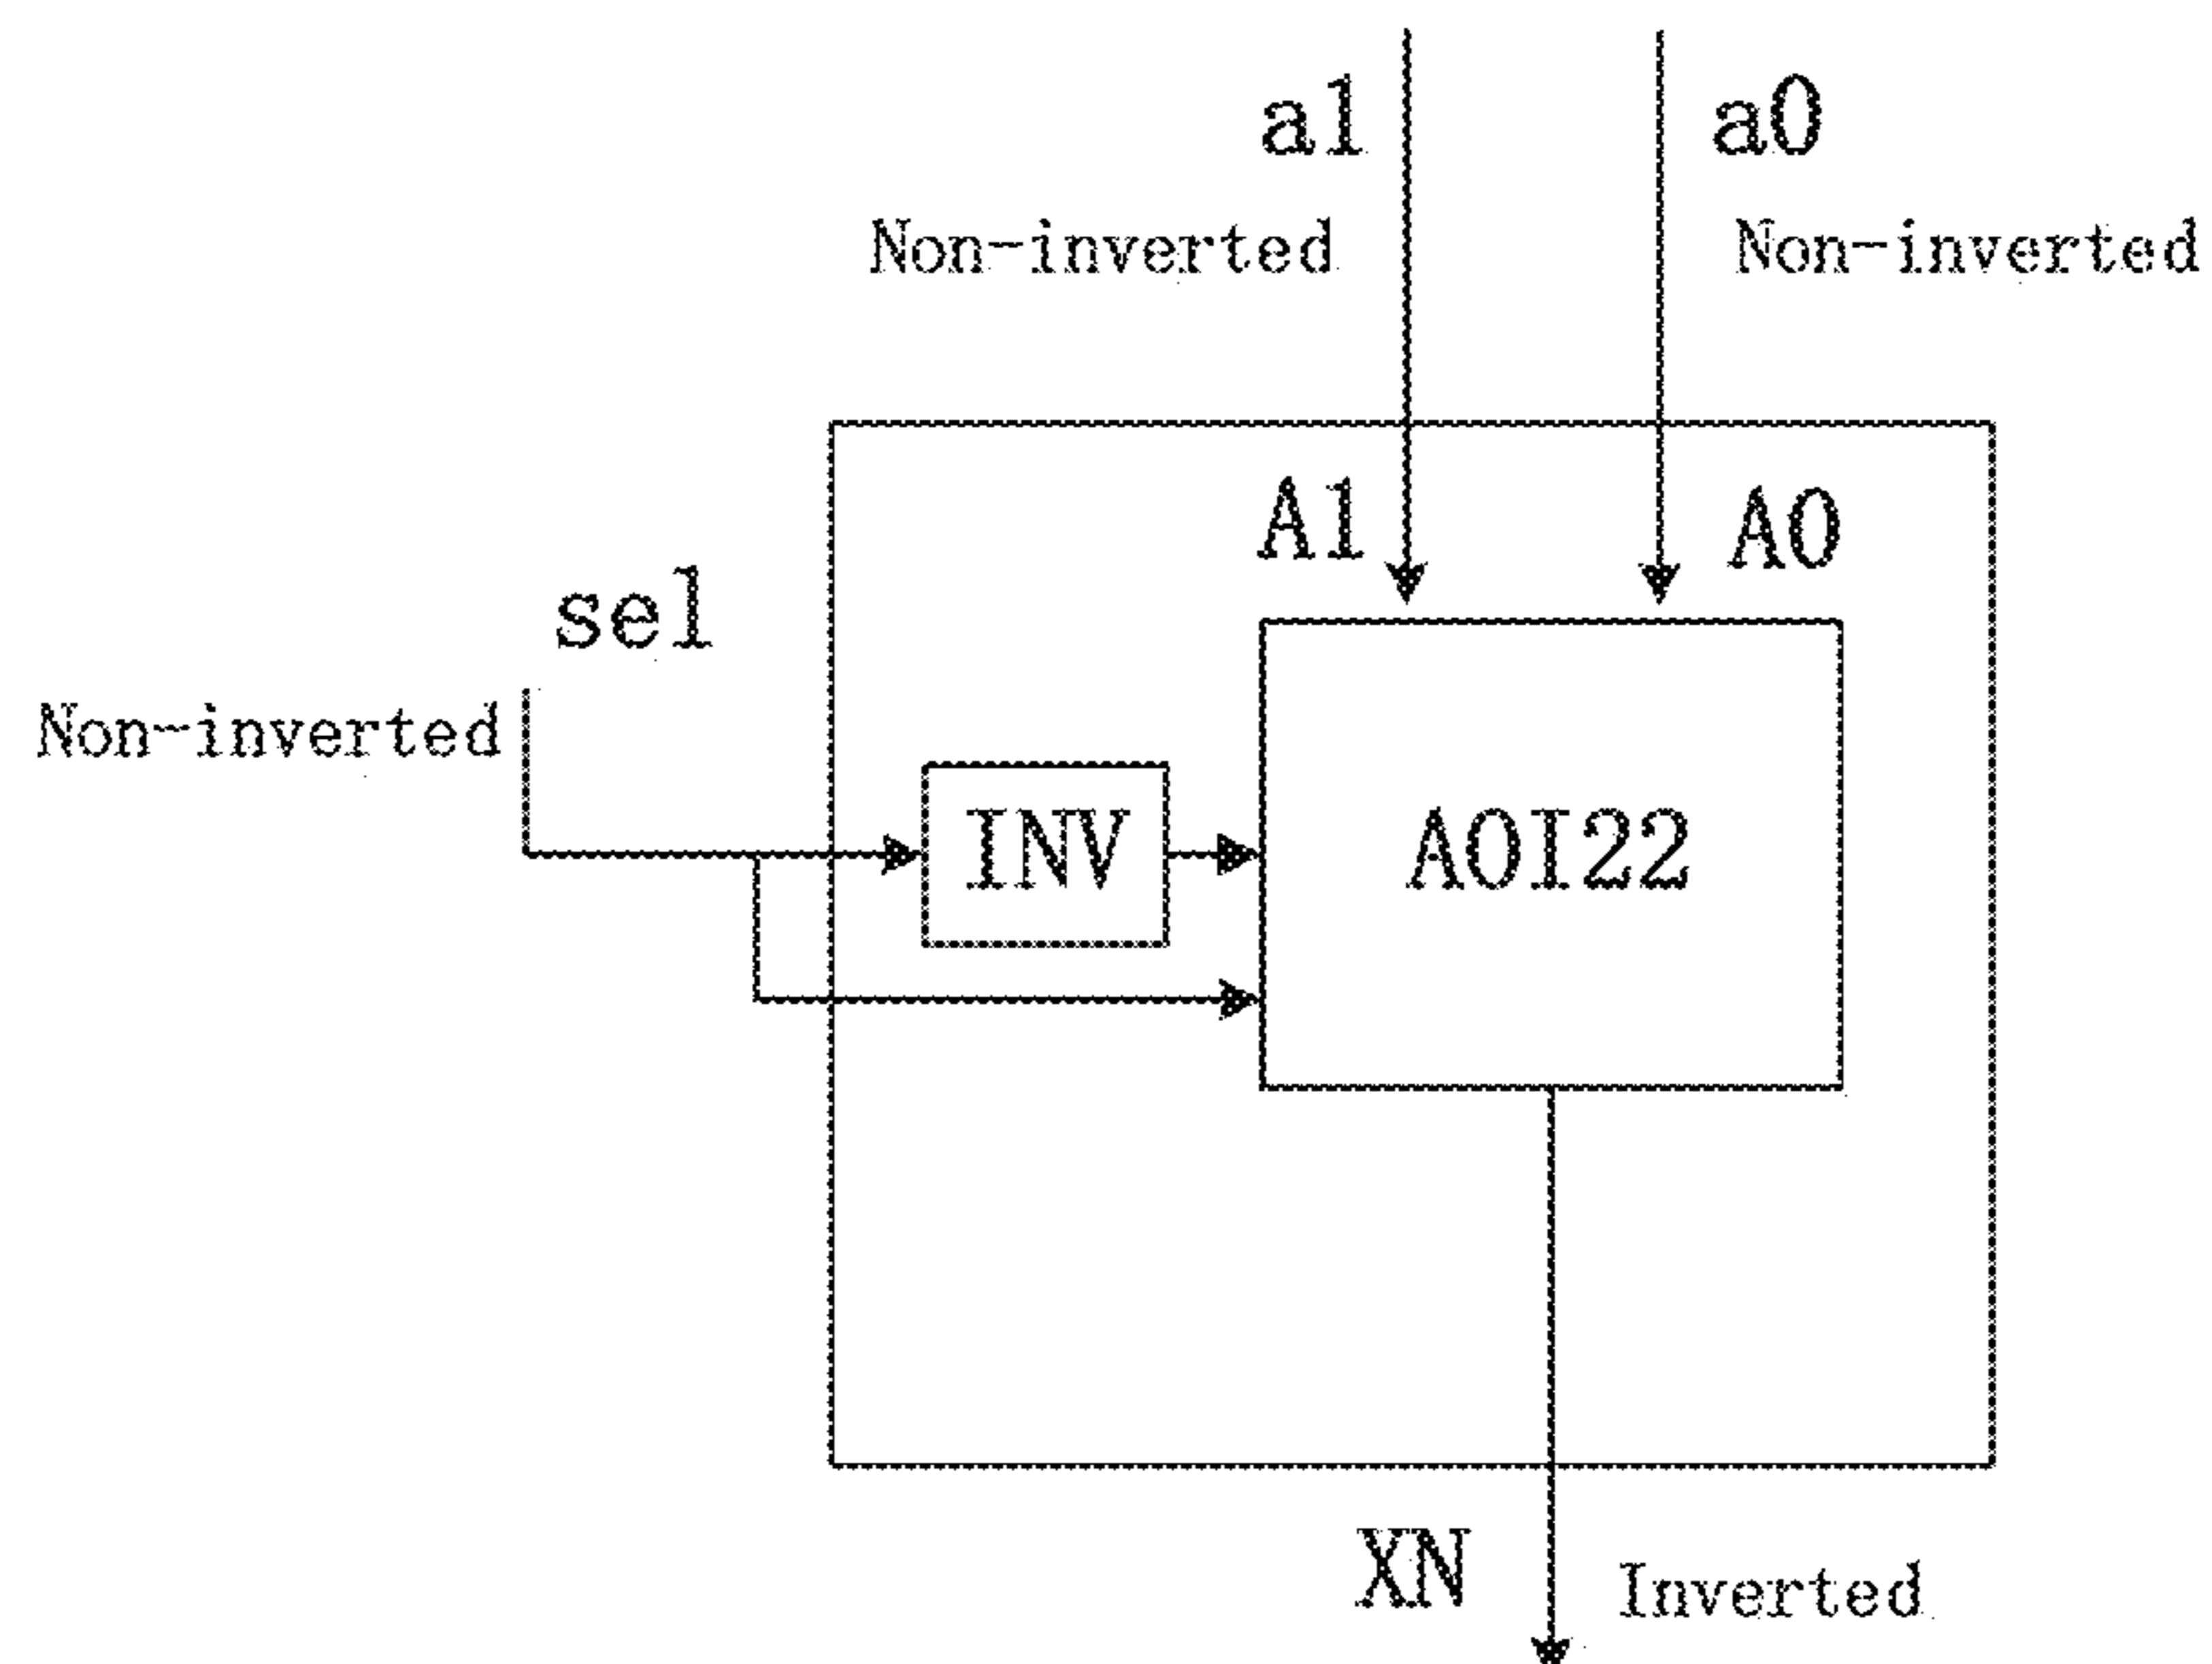 a1
a0
Non-inverted
Non-inverted
A1
A0
sel
Non-inverted
INV
AOI22
XN
Inverted